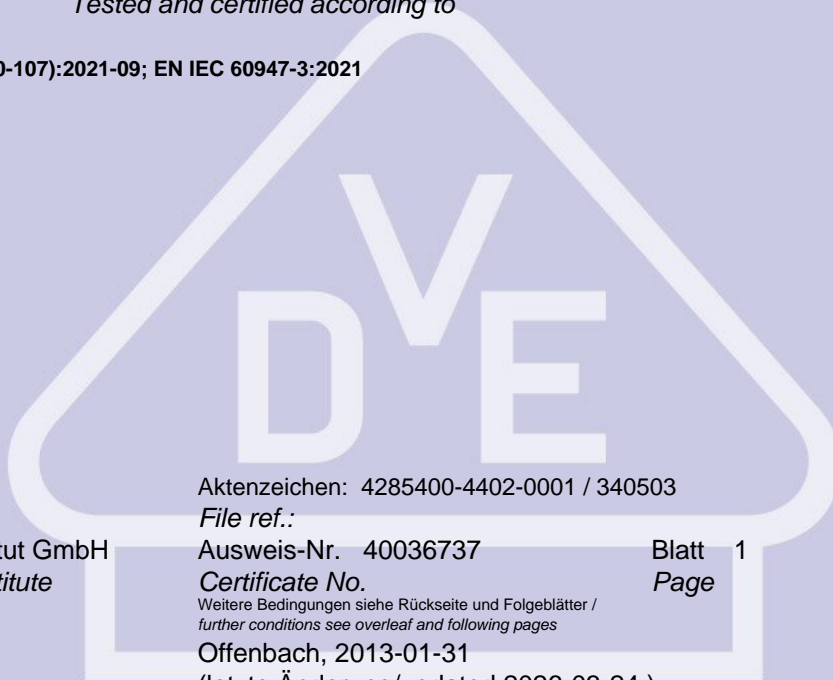 Tested and certified according to
0-107):2021-09; EN IEC 60947-3:2021
VDE
Aktenzeichen: 4285400-4402-0001 / 340503
File ref.:
tut GmbH Ausweis-Nr. 40036737 Blatt 1
titute Certificate No. Page
Weitere Bedingungen siehe Rückseite und Folgeblätter /
further conditions see overleaf and following pages
Offenbach, 2013-01-31